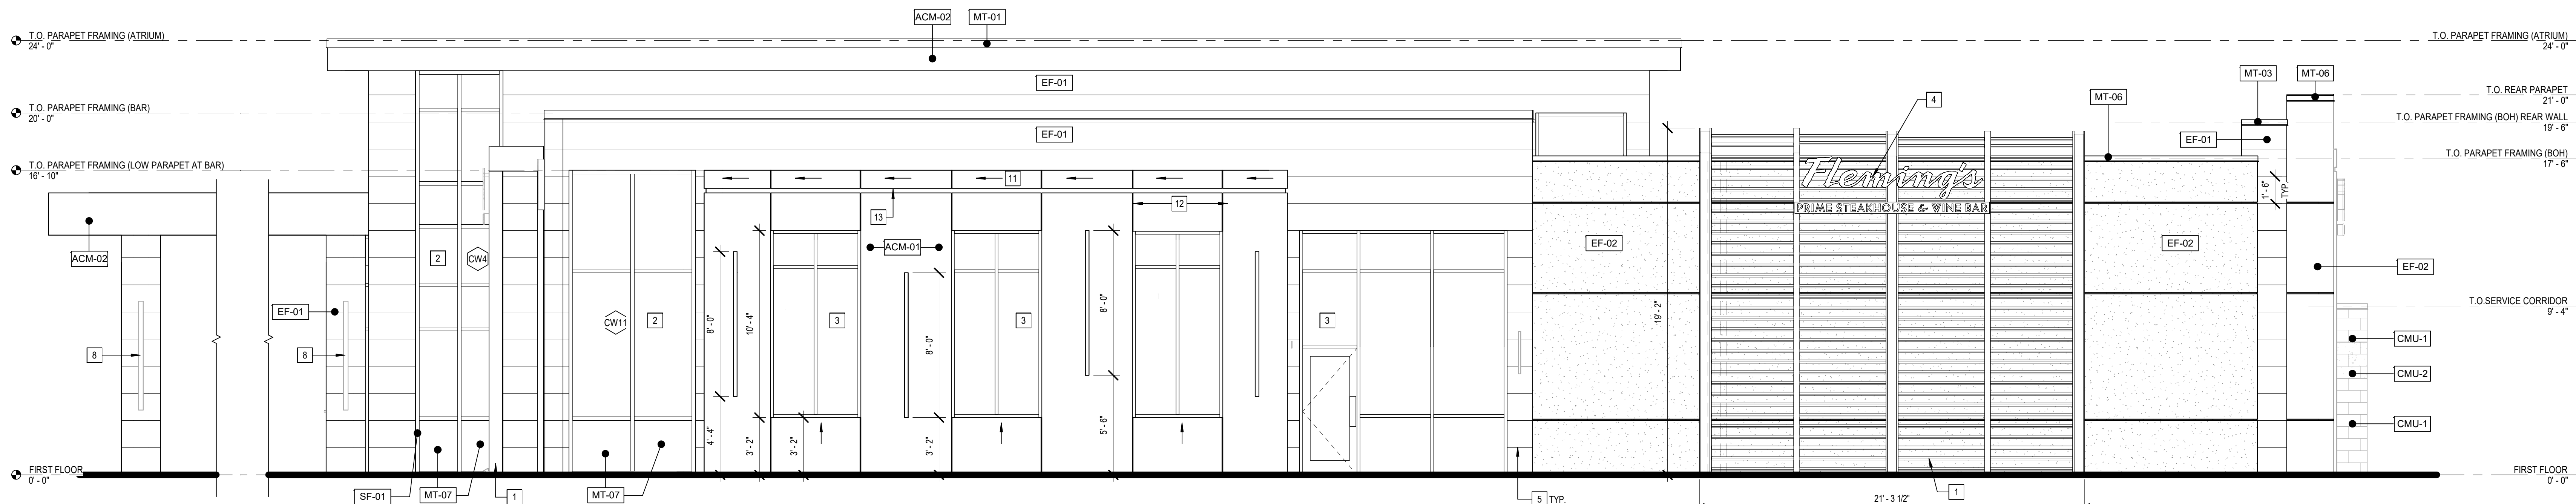 ACM-02 MT-01
T.O. PARAPET FRAMING (ATRIUM)
24' - 0"
T.O. PARAPET FRAMING (ATRIUM)
24' - 0"
MT-03 MT-06
EF-01
T.O. REAR PARAPET
21' - 0"
4
MT-06
T.O. PARAPET FRAMING (BAR)
20' - 0"
T.O. PARAPET FRAMING (BOH) REAR WALL
19' - 6"
EF-01
EF-01
T.O. PARAPET FRAMING (BOH)
17' - 6"
T.O. PARAPET FRAMING (LOW PARAPET AT BAR)
16' - 10"
11
Fleming's
PRIME STEAKHOUSE & WINE BAR
1' - 6"
TYP.
12
13
ACM-02
2
CW4
ACM-01
EF-02
EF-02
EF-02
T.O.SERVICE CORRIDOR
9' - 4"
EF-01
CW11
2
8' - 0"
10' - 4"
3
8' - 0"
3
8' - 0"
3
19' - 2"
CMU-1
8
8
CMU-2
CMU-1
4' - 4"
3' - 2"
3' - 2"
3' - 2"
5' - 6"
FIRST FLOOR
0' - 0"
FIRST FLOOR
0' - 0"
SF-01
MT-07
1
MT-07
5 TYP.
21' - 3 1/2"
1